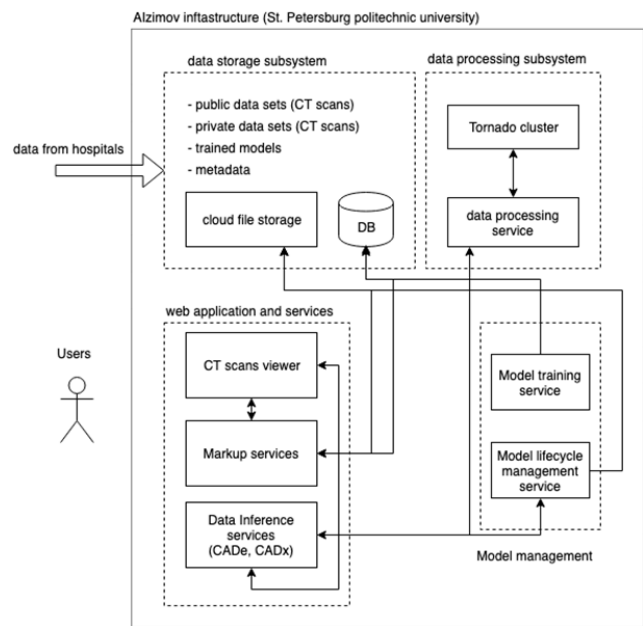 AIzimov inftastructure (St. Petersburg politechnic university)
data storage subsystem
- public data sets (CT scans)
- private data sets (CT scans)
- trained models
- metadata
cloud file storage
DB
data processing subsystem
Tornado cluster
data processing
service
data from hospitals
Users
web application and services
CT scans viewer
Markup services
Data Inference
services
(CADe, CADx)
Model training
service
Model lifecycle
management
service
Model management